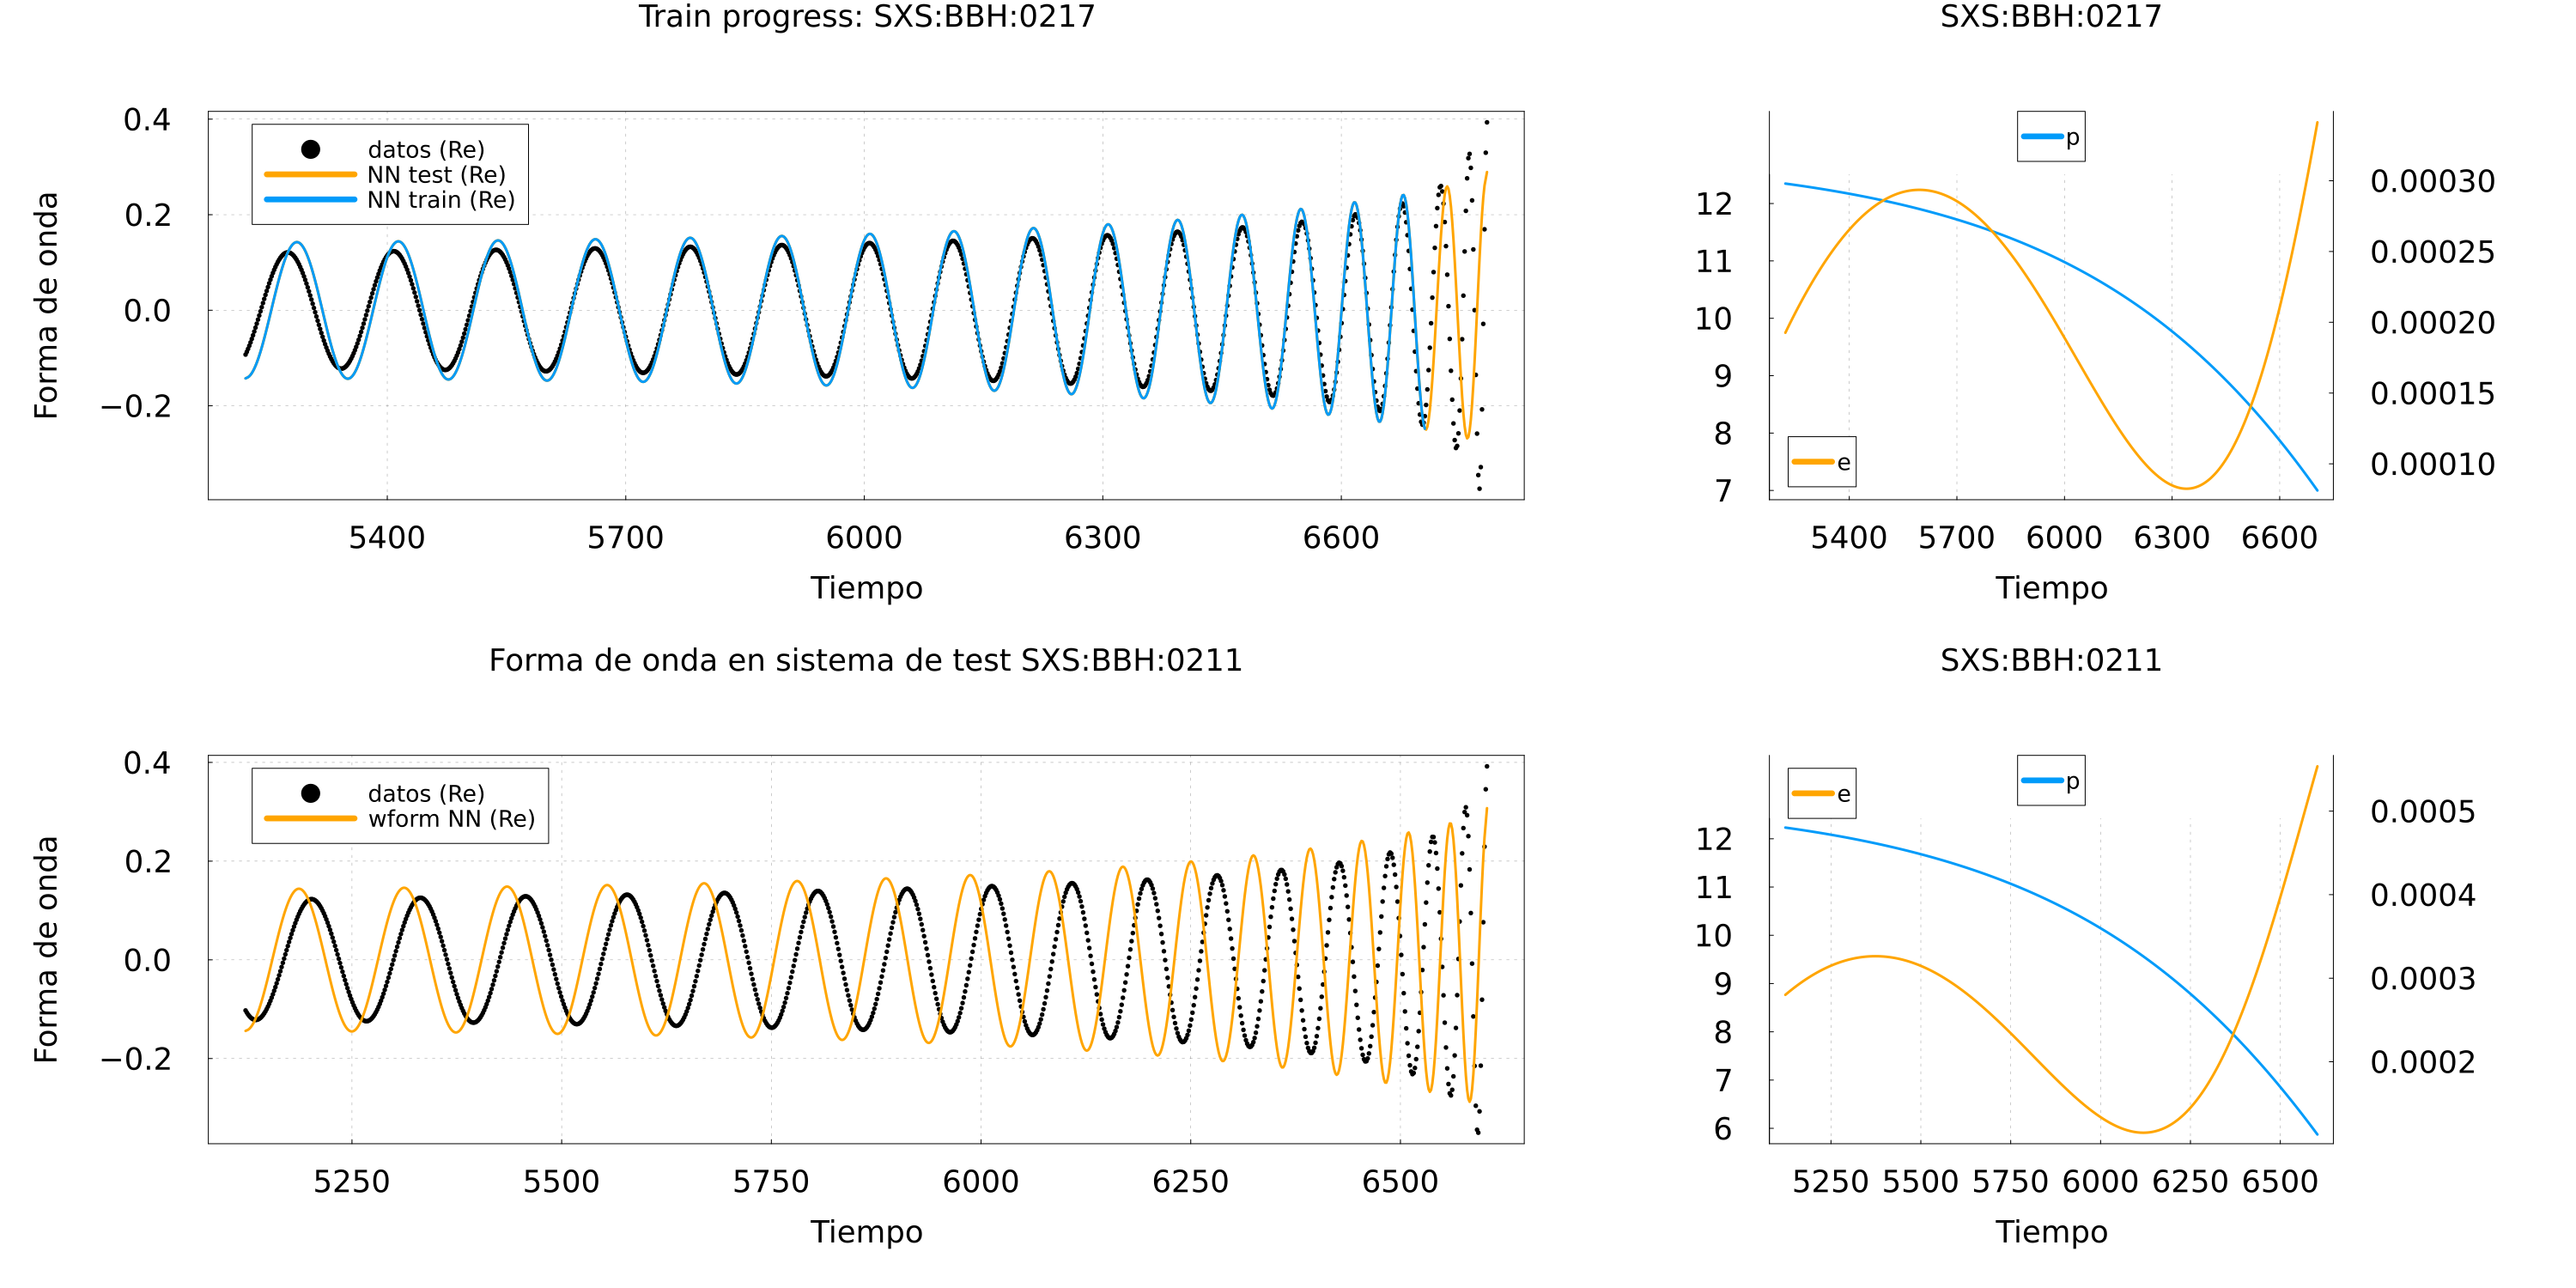 Train progress: SXS:BBH:0217
Forma de onda
0.4
0.2
0.0
−0.2
datos (Re)
NN test (Re)
NN train (Re)
5400 5700 6000 6300 6600
Tiempo
SXS:BBH:0217
p
e
12
11
10
9
8
7
0.00030
0.00025
0.00020
0.00015
0.00010
5400 5700 6000 6300 6600
Tiempo
Forma de onda en sistema de test SXS:BBH:0211
Forma de onda
0.4
0.2
0.0
−0.2
datos (Re)
wform NN (Re)
5250 5500 5750 6000 6250 6500
Tiempo
SXS:BBH:0211
e
p
12
11
10
9
8
7
6
0.0005
0.0004
0.0003
0.0002
5250 5500 5750 6000 6250 6500
Tiempo